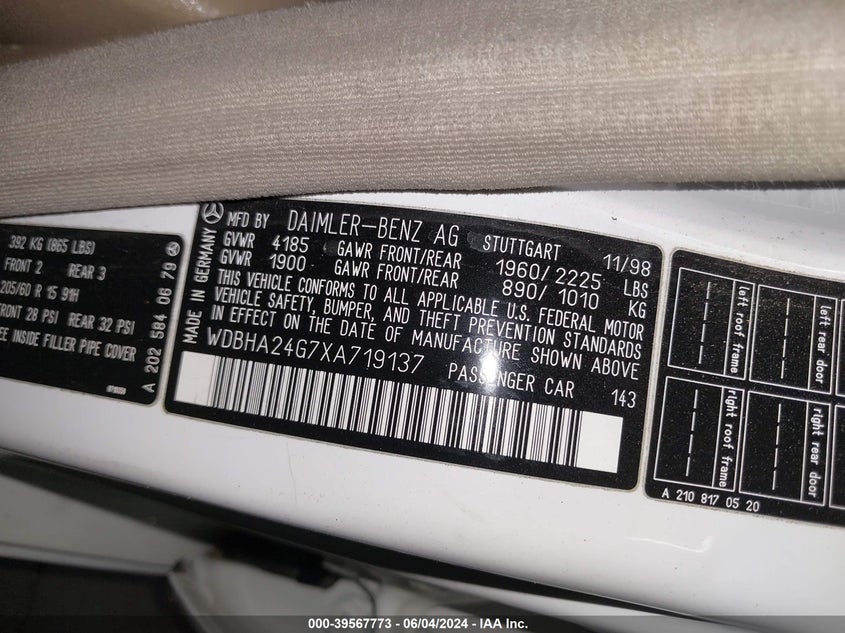 392 KG (865 LBS)
FRONT 2 REAR 3
205/60 R 15 91H
FRONT 28 PSI REAR 32 PSI
SEE INSIDE FILLER PIPE COVER
A 202 584 06 79
MADE IN GERMANY
MFD BY DAIMLER-BENZ AG STUTTGART 11/98
GVWR 4185 GAWR FRONT/REAR 1960/2225 LBS
GVWR 1900 GAWR FRONT/REAR 890/1010 KG
THIS VEHICLE CONFORMS TO ALL APPLICABLE U.S. FEDERAL MOTOR
VEHICLE SAFETY, BUMPER, AND THEFT PREVENTION STANDARDS
IN EFFECT ON THE DATE OF MANUFACTURE SHOWN ABOVE
WDBHA24G7XA719137 PASSENGER CAR 143
left roof frame
left rear door
right roof frame
right rear door
A 210 817 05 20
000-39567773 - 06/04/2024 - IAA Inc.